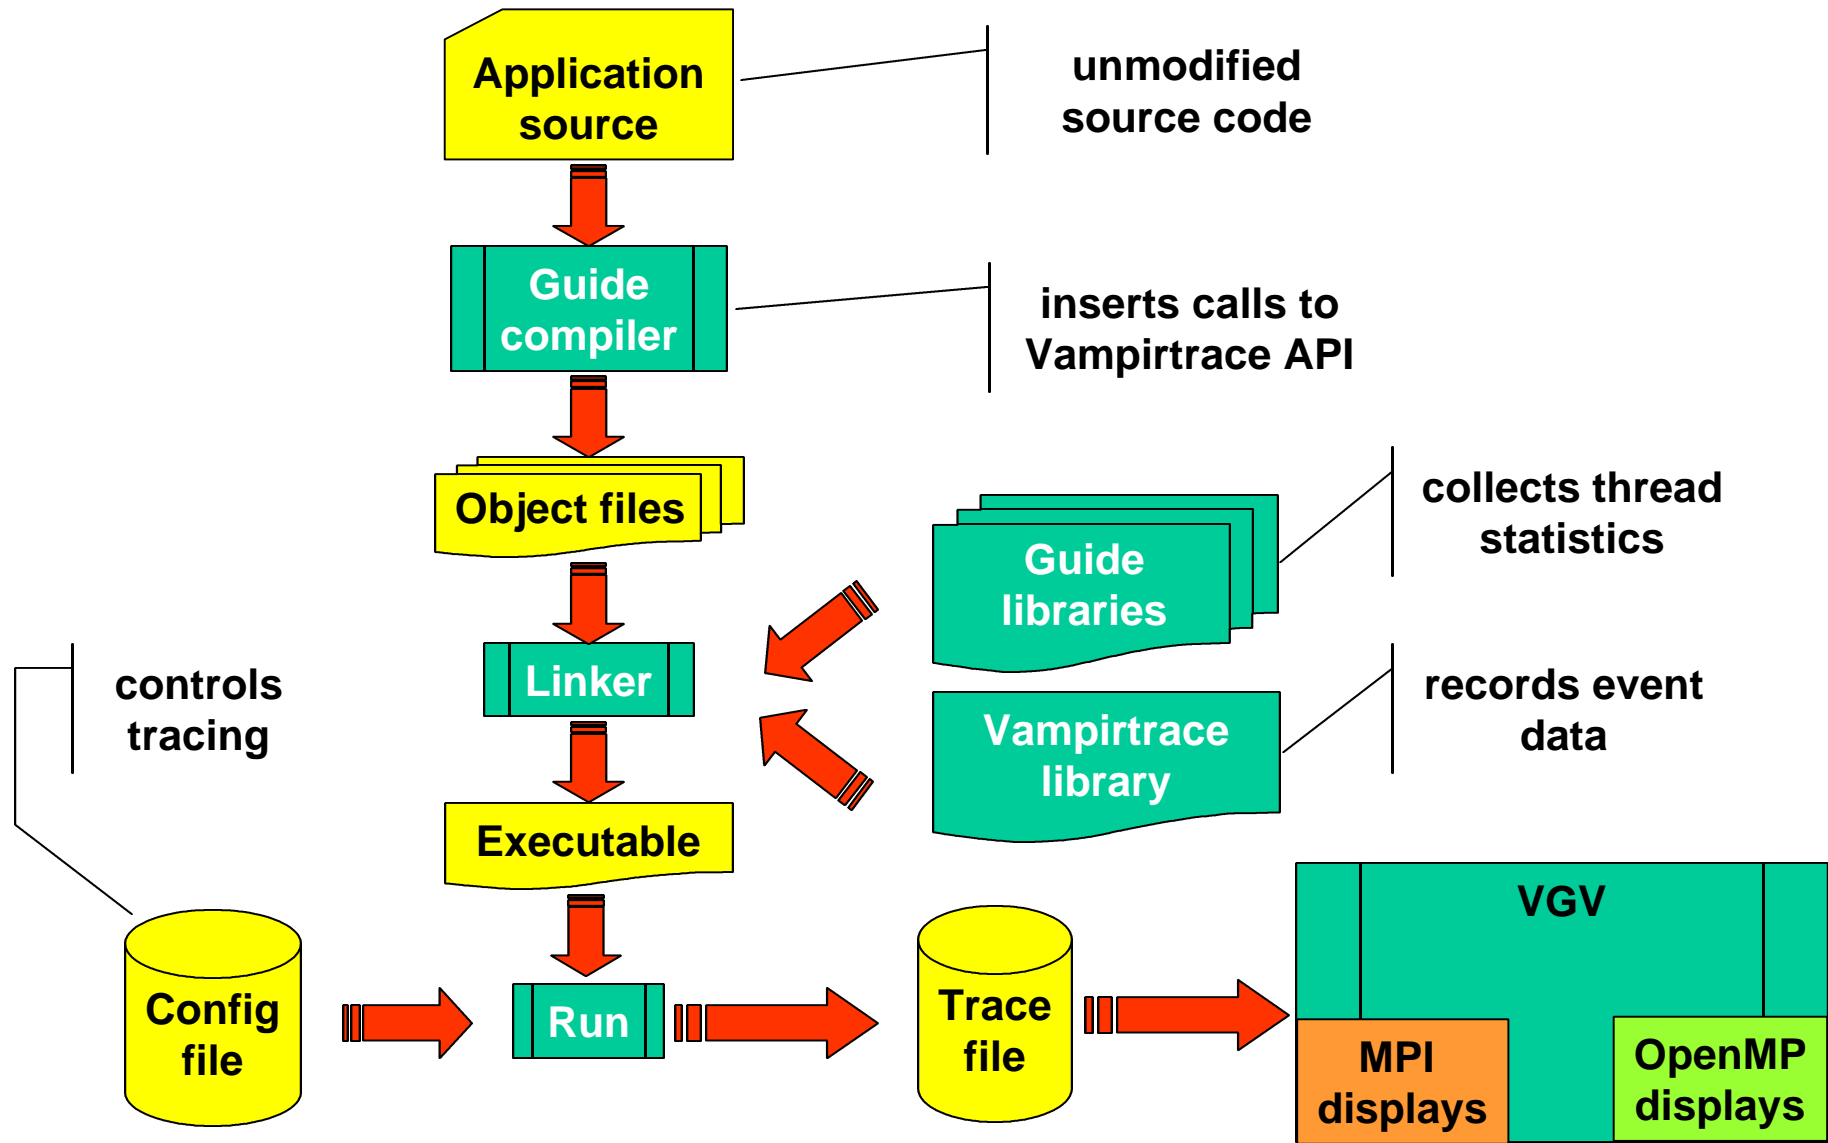 Application
source
unmodified
source code
Guide
compiler
inserts calls to
Vampirtrace API
Object files
Guide
libraries
collects thread
statistics
Linker
controls
tracing
Vampirtrace
library
records event
data
Executable
Config
file
Run
Trace
file
VGV
MPI
displays
OpenMP
displays